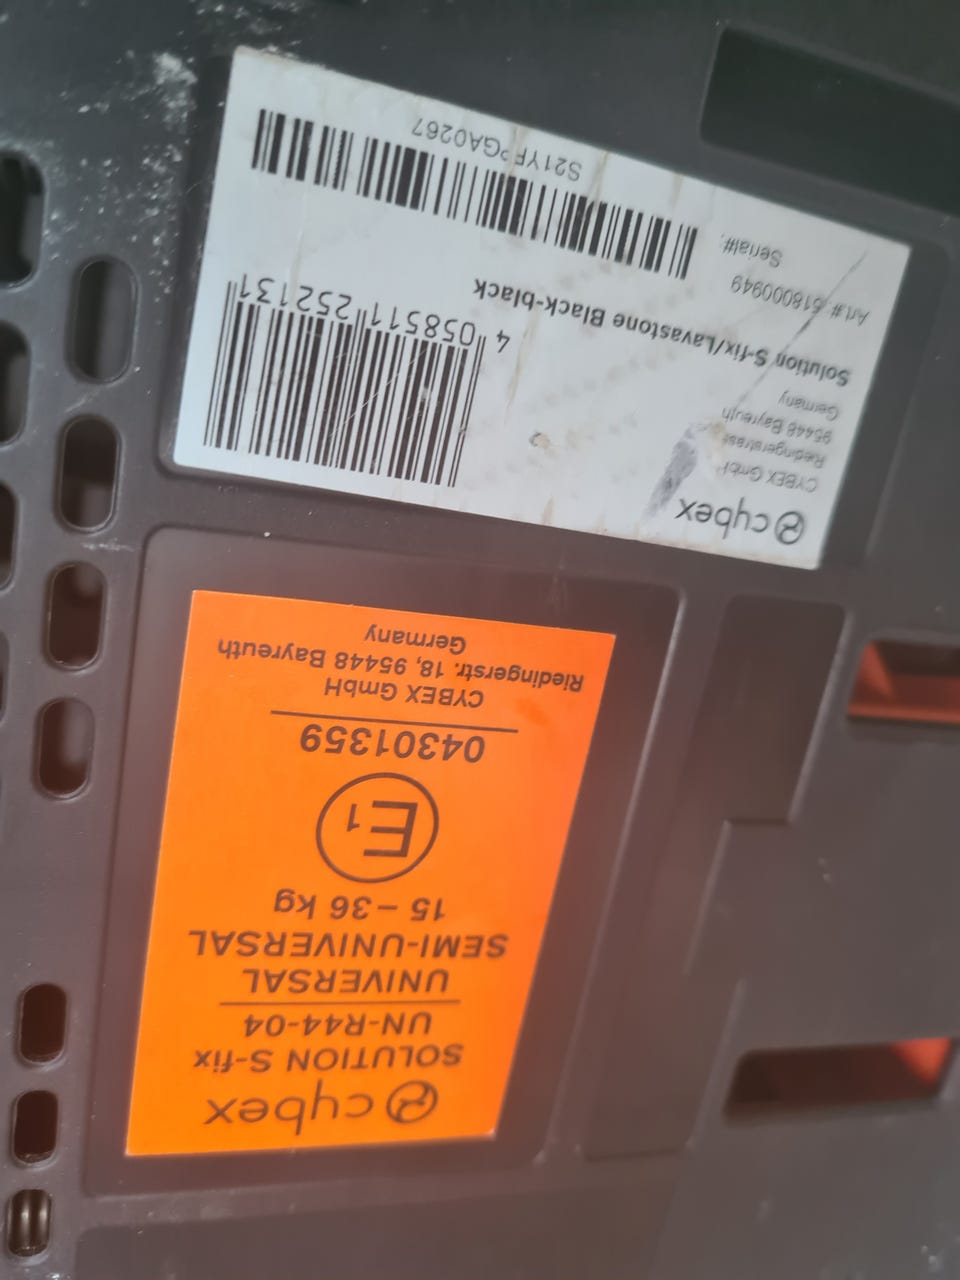 cybex
CYBEX GmbH
95448 Bayreuth
Germany
Solution S-fix/Lavastone Black-black
Art#: 518000949
Serial#:
4 058511 252131
cybex
SOLUTION S-fix
UN-R44-04
UNIVERSAL
SEMI-UNIVERSAL
15 – 36 kg
E1
04301359
CYBEX GmbH
Riedingerstr. 18, 95448 Bayreuth
Germany